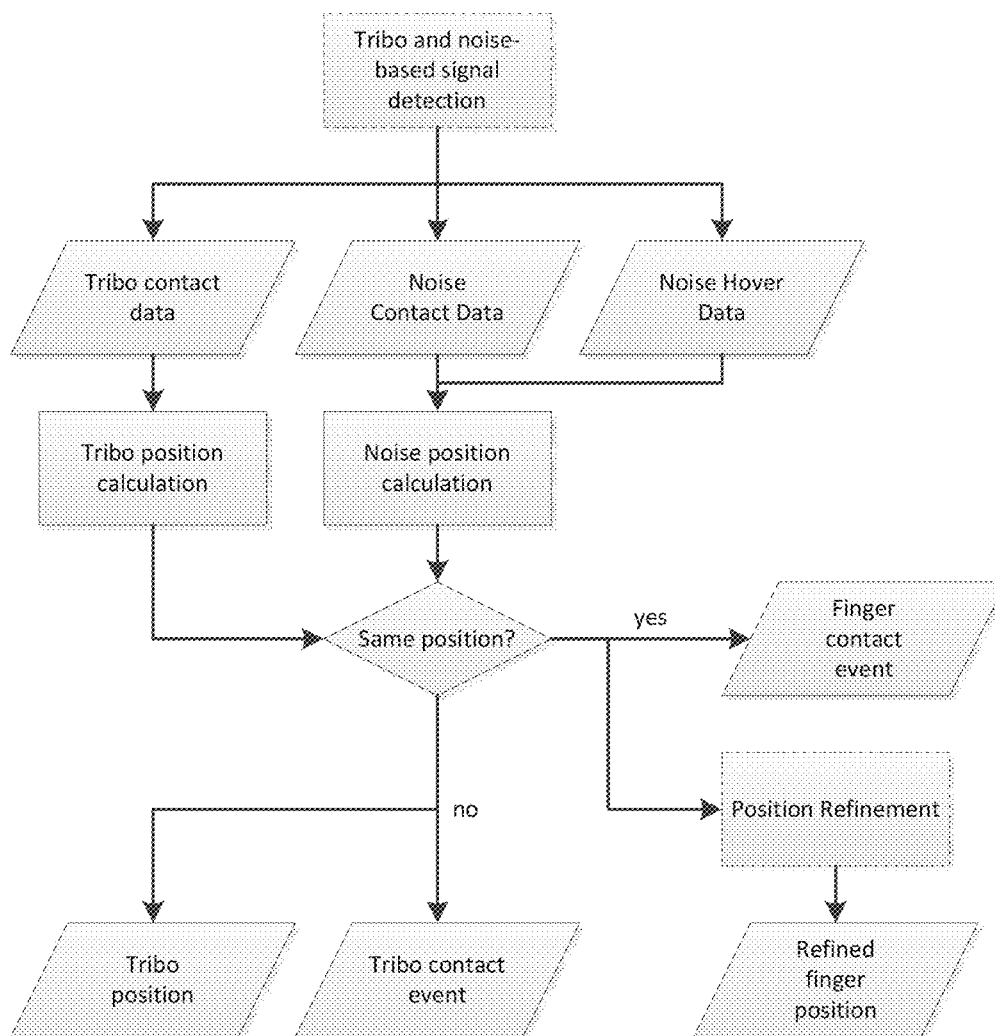 Tribo and noise-
based signal
detection
Tribo contact
data
Noise
Contact Data
Noise Hover
Data
Tribo position
calculation
Noise position
calculation
Same position?
yes
Finger
contact
event
no
Position Refinement
Tribo
position
Tribo contact
event
Refined
finger
position